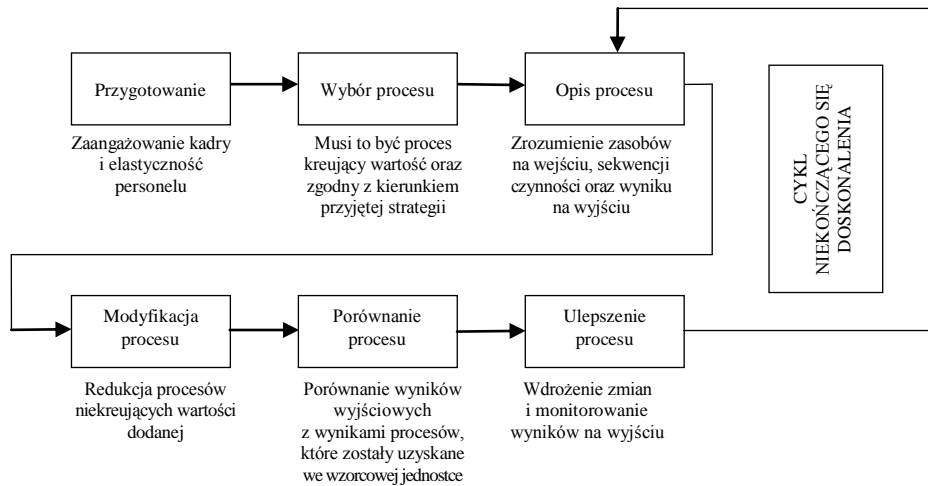 Przygotowanie
Zaangażowanie kadry
i elastyczność
personelu
Wybór procesu
Musi to być proces
kreujący wartość oraz
zgodny z kierunkiem
przyjętej strategii
Opis procesu
Zrozumienie zasobów
na wejściu, sekwencji
czynności oraz wyniku
na wyjściu
CYKL
NIEKOŃCZĄCEGO SIĘ
DOSKONALENIA
Modyfikacja
procesu
Redukcja procesów
niekreujących wartości
dodanej
Porównanie
procesu
Porównanie wyników
wyjściowych
z wynikami procesów,
które zostały uzyskane
we wzorcowej jednostce
Ulepszenie
procesu
Wdrożenie zmian
i monitorowanie
wyników na wyjściu